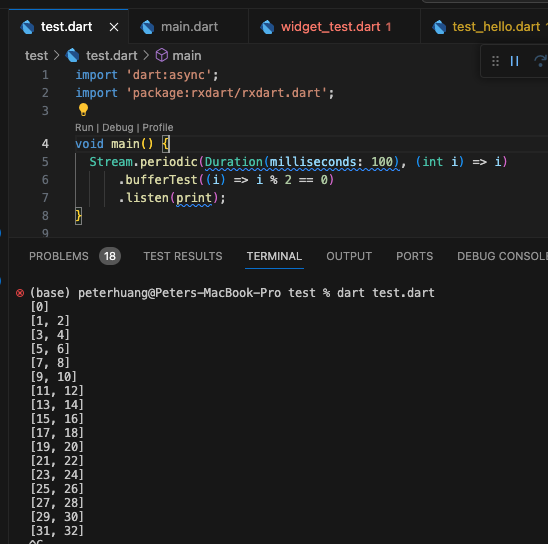 test.dart × main.dart widget_test.dart 1 test_hello.dart
test > test.dart > main
1 import 'dart:async';
2 import 'package:rxdart/rxdart.dart';
3
Run | Debug | Profile
4 void main() {
5 Stream.periodic(Duration(milliseconds: 100), (int i) => i)
6 .bufferTest((i) => i % 2 == 0)
7 .listen(print);
8 }
9
PROBLEMS 18 TEST RESULTS TERMINAL OUTPUT PORTS DEBUG CONSOL
(base) peterhuang@Peters-MacBook-Pro test % dart test.dart
[0]
[1, 2]
[3, 4]
[5, 6]
[7, 8]
[9, 10]
[11, 12]
[13, 14]
[15, 16]
[17, 18]
[19, 20]
[21, 22]
[23, 24]
[25, 26]
[27, 28]
[29, 30]
[31, 32]